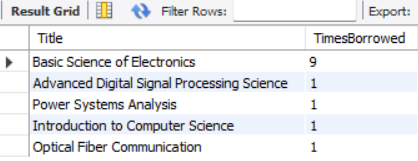 Result Grid Filter Rows: Export:
Title TimesBorrowed
Basic Science of Electronics 9
Advanced Digital Signal Processing Science 1
Power Systems Analysis 1
Introduction to Computer Science 1
Optical Fiber Communication 1